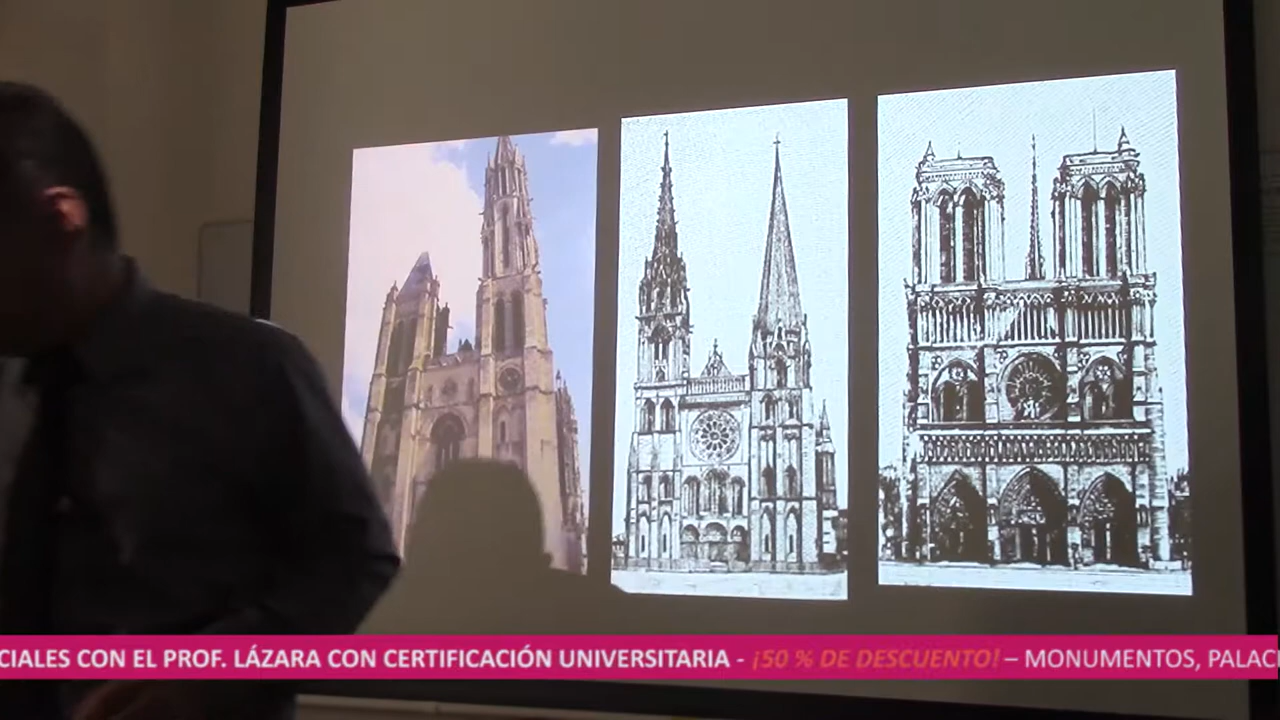 CIALES CON EL PROF. LÁZARA CON CERTIFICACIÓN UNIVERSITARIA - ¡50 % DE DESCUENTO! – MONUMENTOS, PALAC